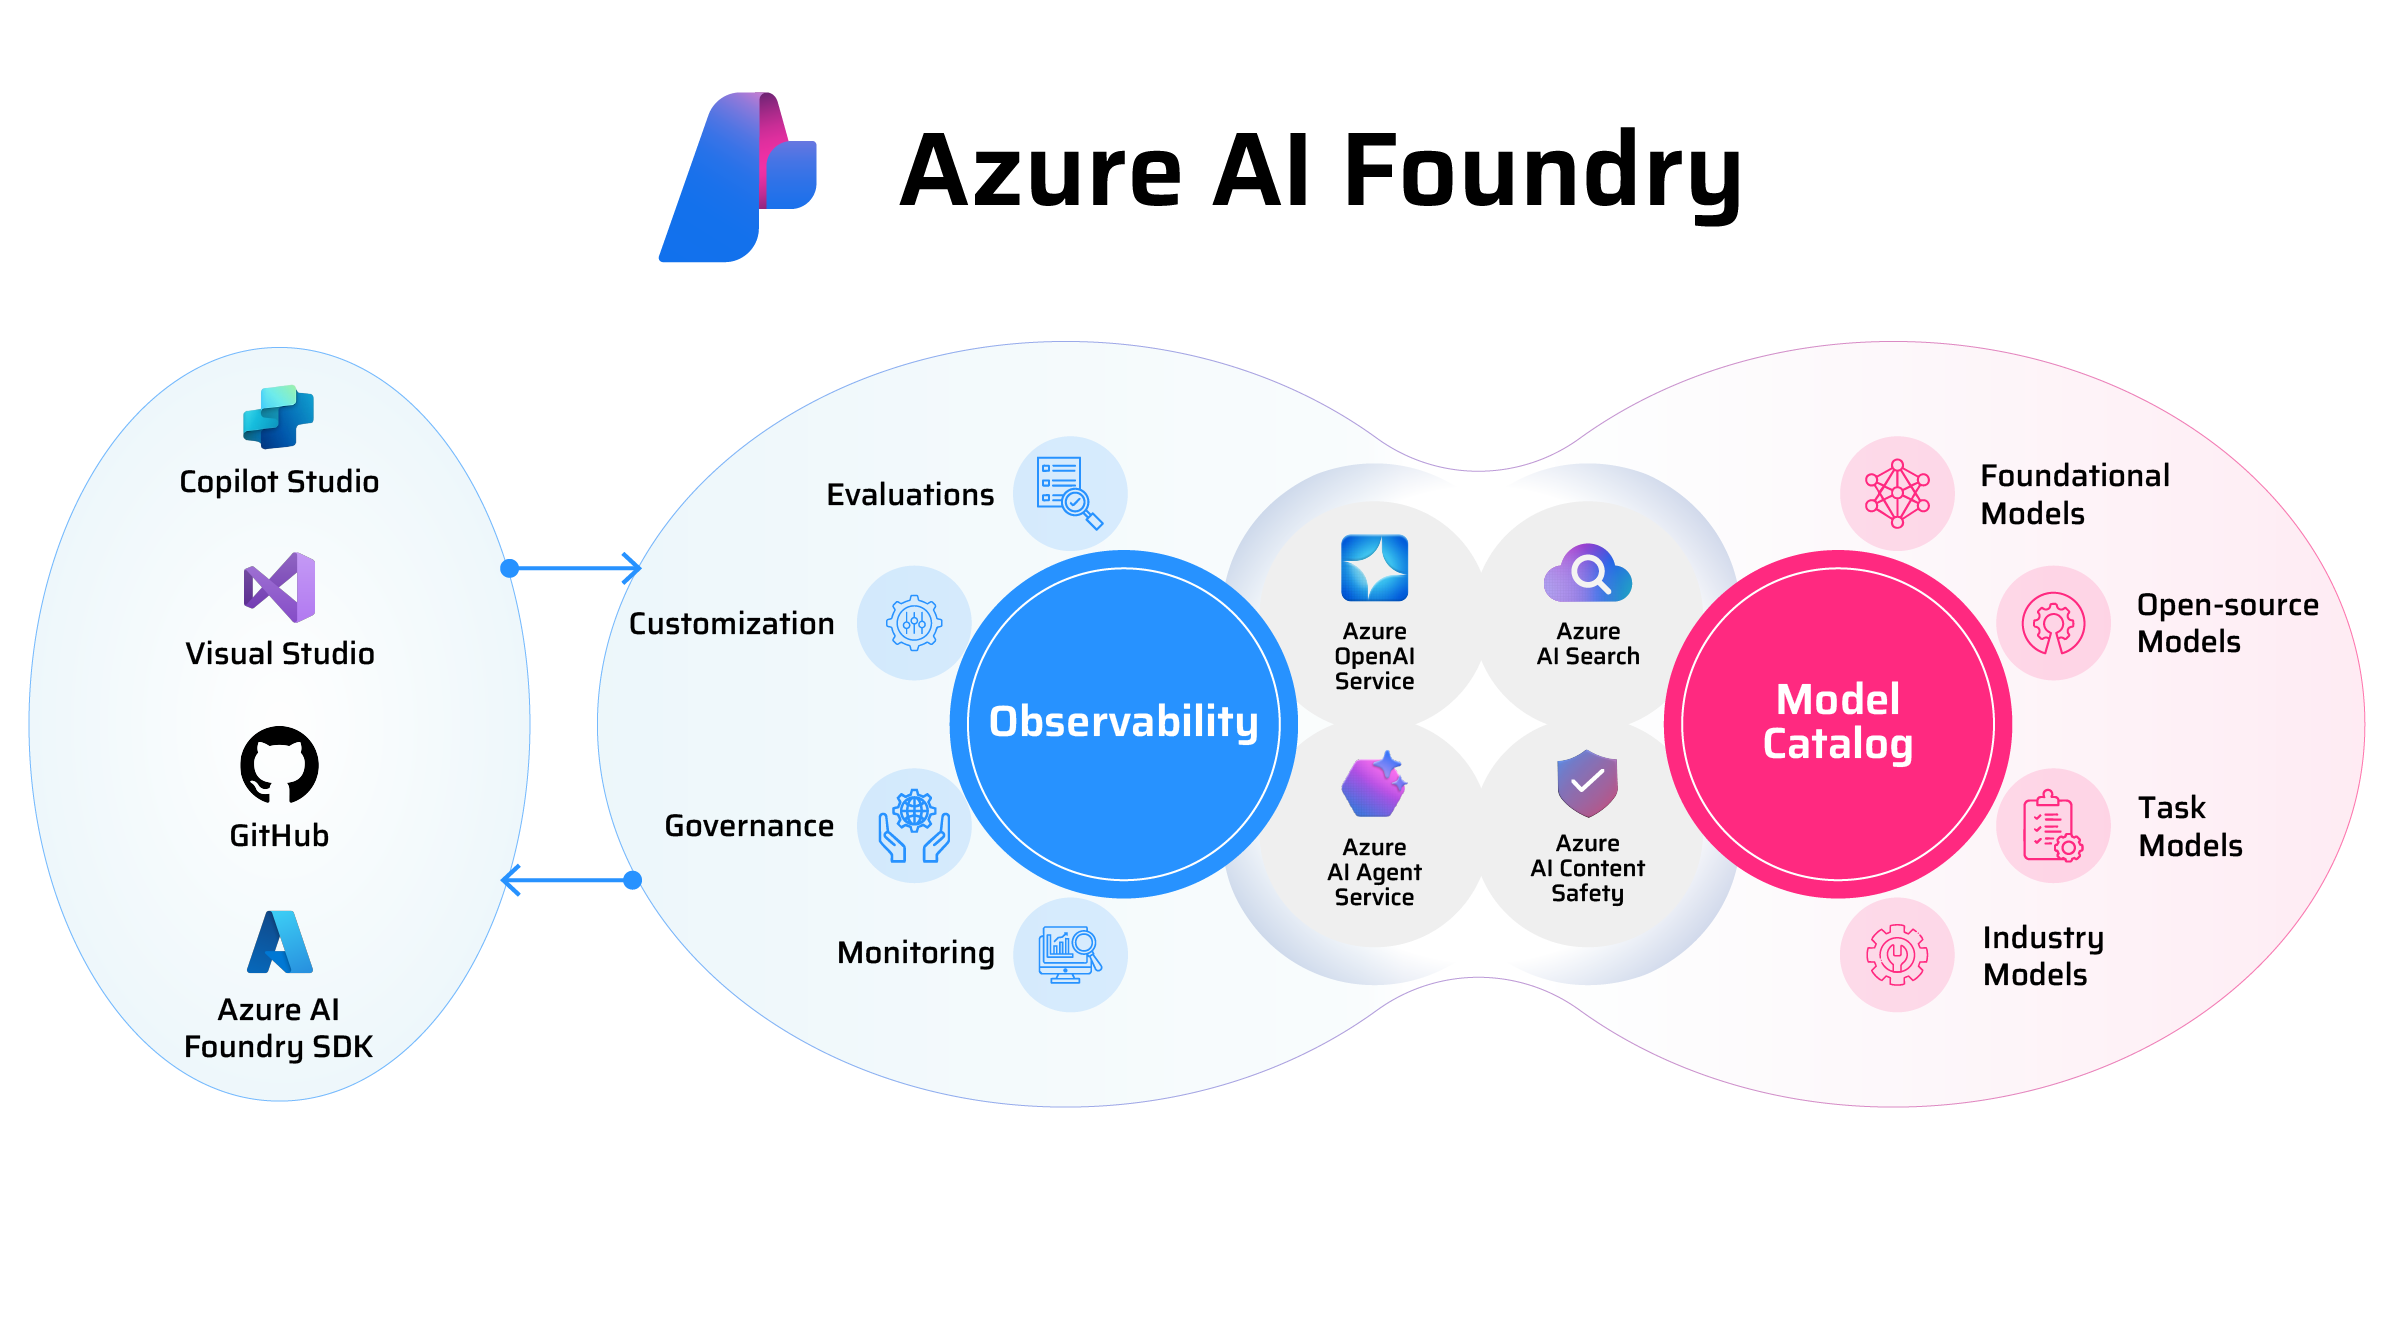 Azure AI Foundry
Copilot Studio
Visual Studio
GitHub
Azure AI
Foundry SDK
Evaluations
Customization
Governance
Monitoring
Observability
Azure
OpenAI
Service
Azure
AI Search
Azure
AI Agent
Service
Azure
AI Content
Safety
Model
Catalog
Foundational
Models
Open-source
Models
Task
Models
Industry
Models